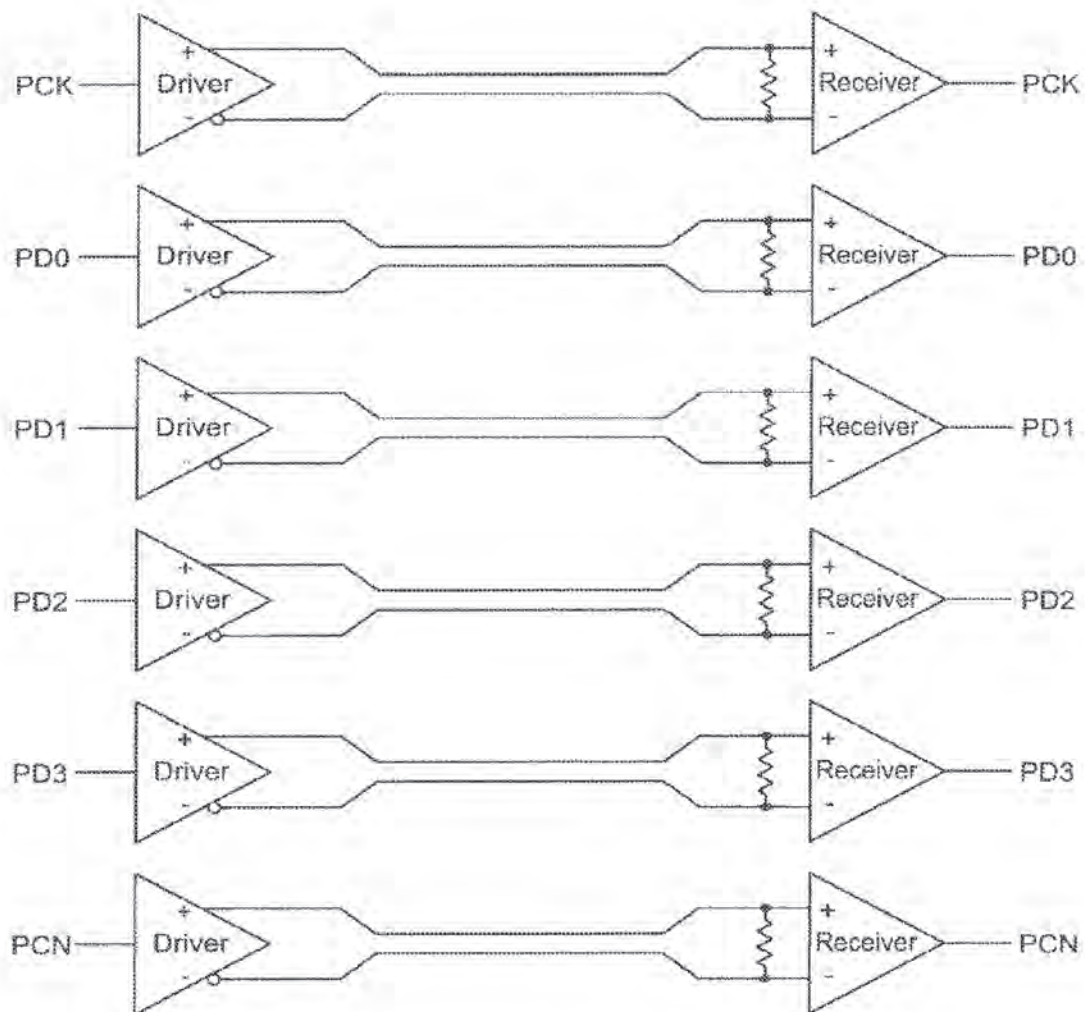 + +
PCK Driver Receiver PCK
- -
+ +
PD0 Driver Receiver PD0
- -
+ +
PD1 Driver Receiver PD1
- -
+ +
PD2 Driver Receiver PD2
- -
+ +
PD3 Driver Receiver PD3
- -
+ +
PCN Driver Receiver PCN
- -